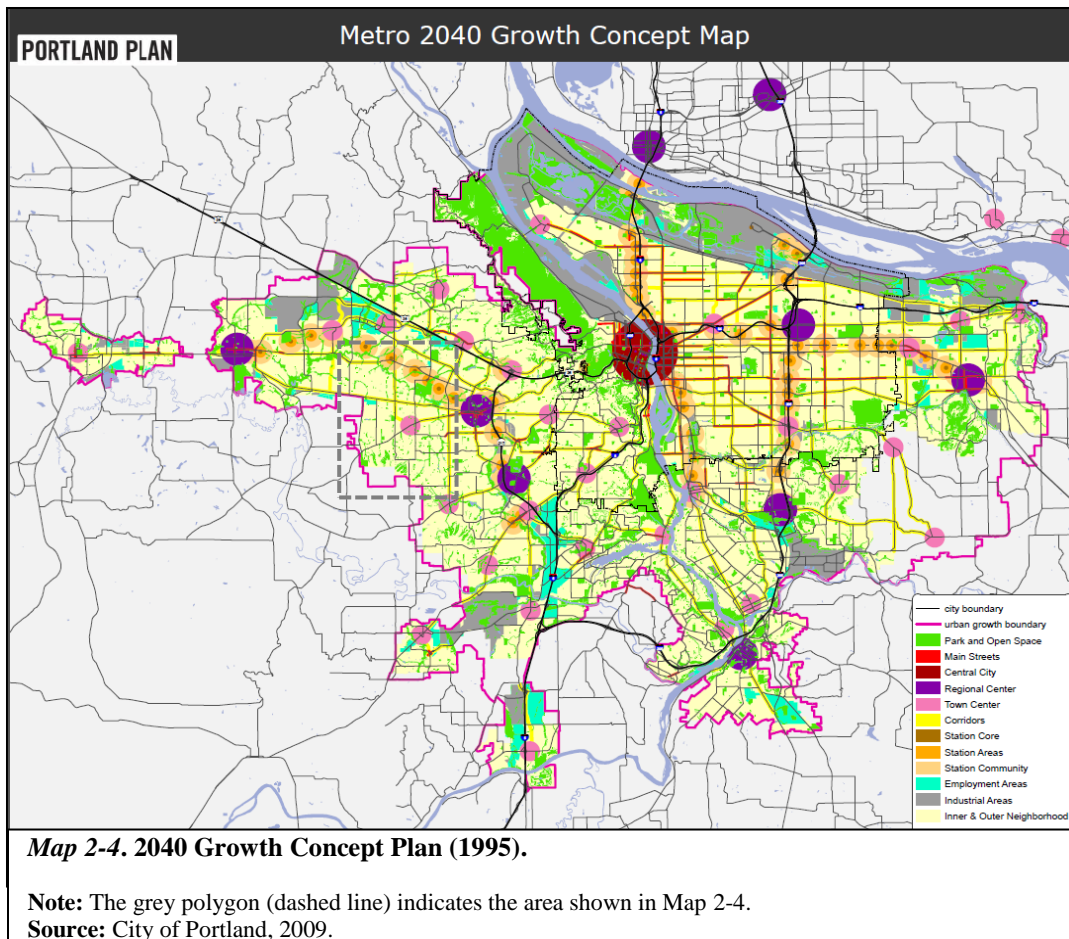 Metro 2040 Growth Concept Map
PORTLAND PLAN
city boundary
urban growth boundary
Park and Open Space
Main Streets
Central City
Regional Center
Town Center
Corridors
Station Core
Station Areas
Station Community
Employment Areas
Industrial Areas
Inner & Outer Neighborhood
Map 2-4. 2040 Growth Concept Plan (1995).
Note: The grey polygon (dashed line) indicates the area shown in Map 2-4.
Source: City of Portland, 2009.